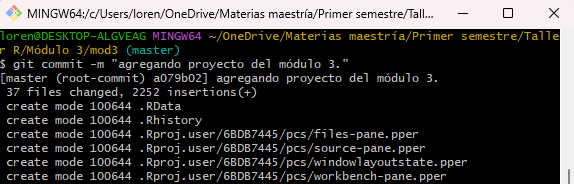 MINGW64:/c/Users/loren/OneDrive/Materias maestría/Primer semestre/Tall...
loren@DESKTOP-ALGVEAG MINGW64 ~/OneDrive/Materias maestría/Primer semestre/Talle
r R/Módulo 3/mod3 (master)
$ git commit -m "agregando proyecto del módulo 3."
[master (root-commit) a079b02] agregando proyecto del módulo 3.
 37 files changed, 2252 insertions(+)
 create mode 100644 .RData
 create mode 100644 .Rhistory
 create mode 100644 .Rproj.user/6BDB7445/pcs/files-pane.pper
 create mode 100644 .Rproj.user/6BDB7445/pcs/source-pane.pper
 create mode 100644 .Rproj.user/6BDB7445/pcs/windowlayoutstate.pper
 create mode 100644 .Rproj.user/6BDB7445/pcs/workbench-pane.pper